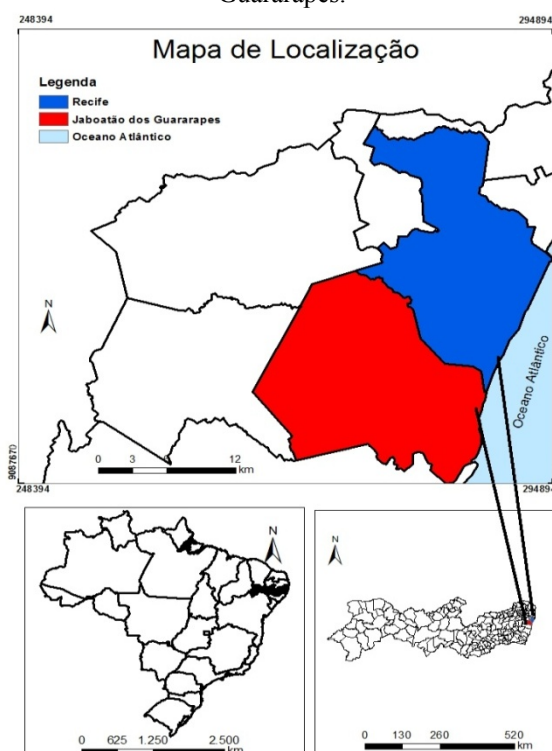 Guararapes.
248394 294894
Mapa de Localização
Legenda
Recife
Jaboatão dos Guararapes
Oceano Atlântico
N
Oceano Atlântico
0 3 6 12
km
9087670
248394 294894
N
N
0 625 1.250 2.500
km
0 130 260 520
km